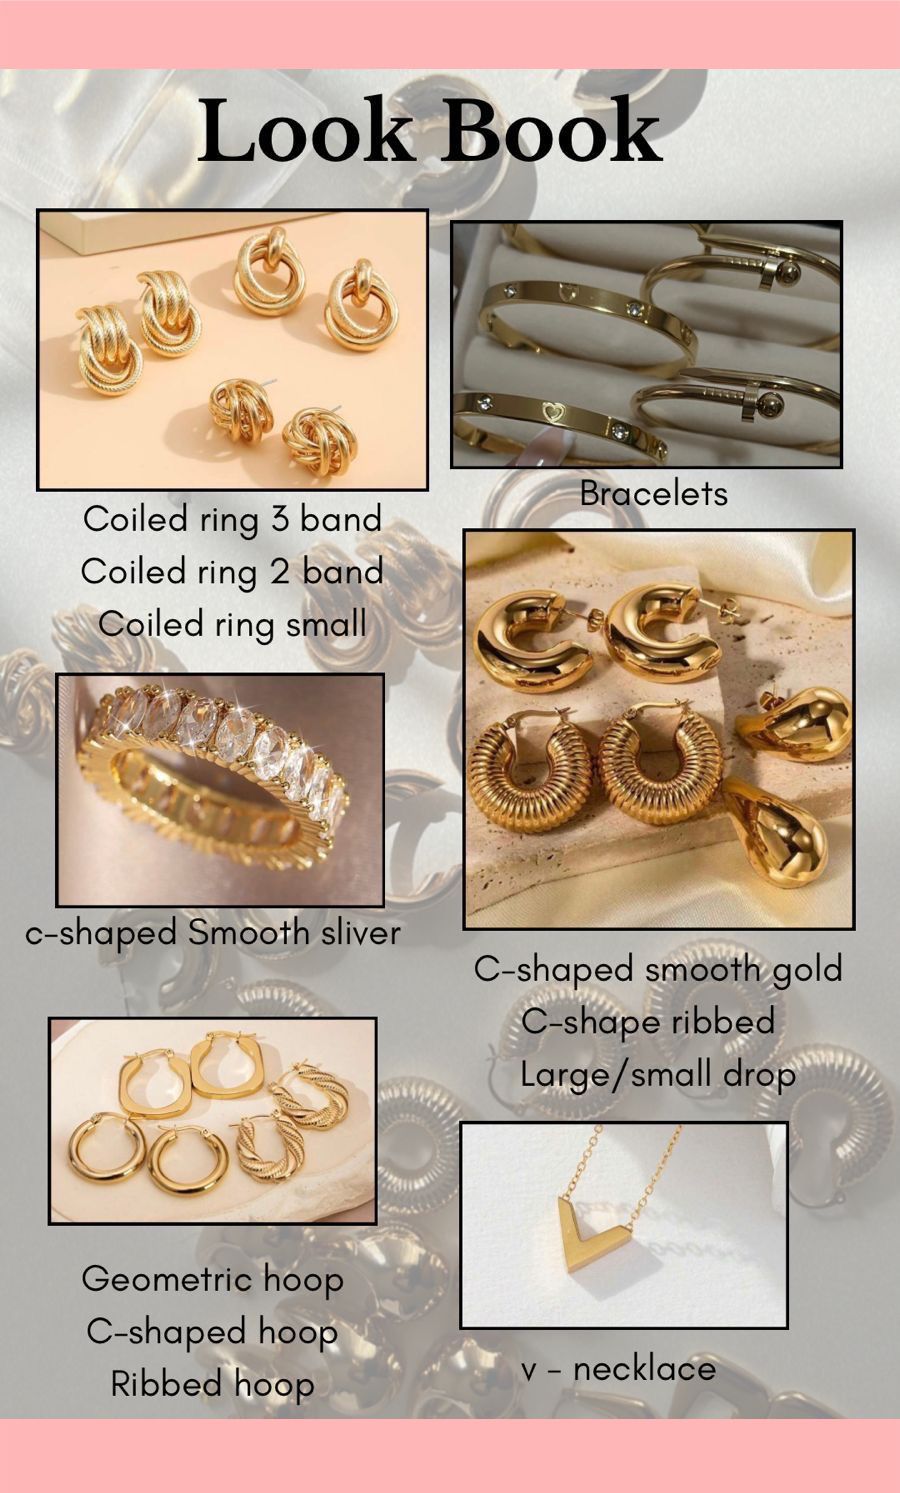 Look Book
Coiled ring 3 band
Coiled ring 2 band
Coiled ring small
Bracelets
c-shaped Smooth sliver
C-shaped smooth gold
C-shape ribbed
Large/small drop
Geometric hoop
C-shaped hoop
Ribbed hoop
v - necklace